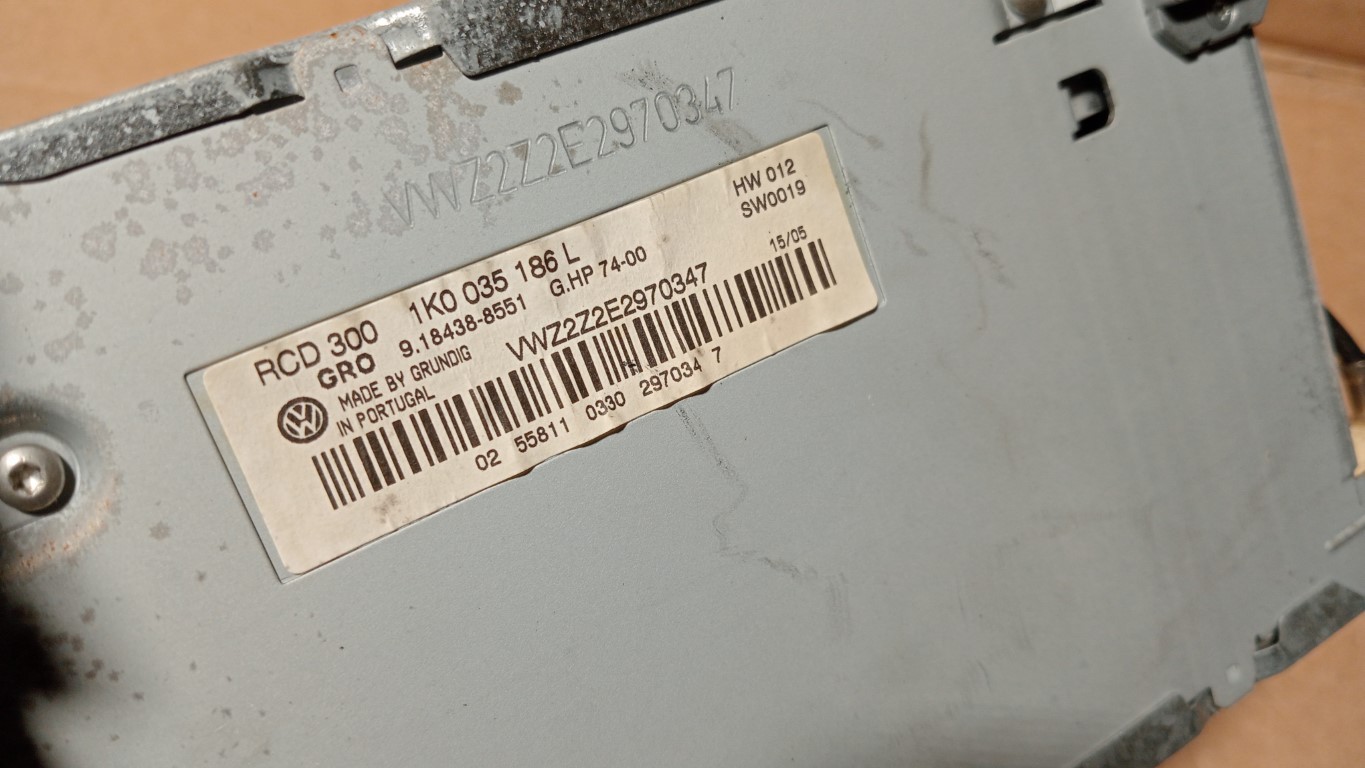 VWZ2Z2E2970347
HW 012
SW0019
RCD 300 1K0 035 186 L
GRO 9.18438-8551 G.HP 74-00 15/05
MADE BY GRUNDIG
IN PORTUGAL
VWZ2Z2E2970347
02 55811 0330 297034 7